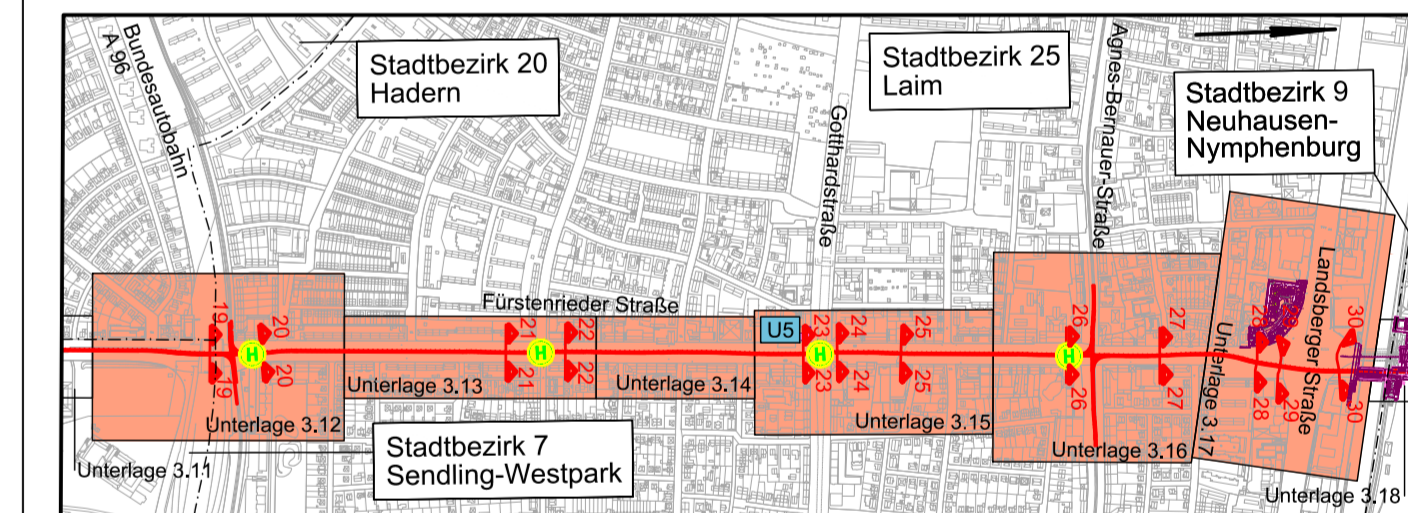 Bundesautobahn
A 96
Stadtbezirk 20
Hadern
Stadtbezirk 25
Laim
Stadtbezirk 9
Neuhausen-
Nymphenburg
Gotthardstraße
Agnes-Bernauer-Straße
Fürstenrieder Straße
Landsberger Straße
U5
19
20
21
22
23
24
25
26
27
28
29
30
H
H
H
H
19
20
21
22
23
24
25
26
27
28
29
30
Unterlage 3.11
Unterlage 3.12
Unterlage 3.13
Unterlage 3.14
Unterlage 3.15
Unterlage 3.16
Unterlage 3.17
Unterlage 3.18
Stadtbezirk 7
Sendling-Westpark